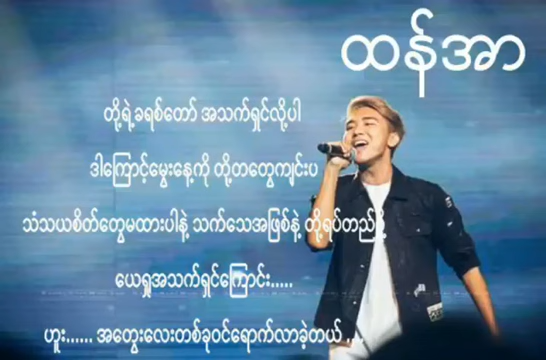 ထန်အာ
တို့ရဲ့ခရစ်တော် အသက်ရှင်လို့ပါ
ဒါကြောင့်မွေးနေ့ကို တို့တတွေကျင်းပ
သံသယစိတ်တွေမထားပါနဲ့ သက်သေအဖြစ်နဲ့ တို့ရပ်တည်စို့
ယေရှုအသက်ရှင်ကြောင်း.....
ဟူး...... အတွေးလေးတစ်ခုဝင်ရောက်လာခဲ့တယ် ....